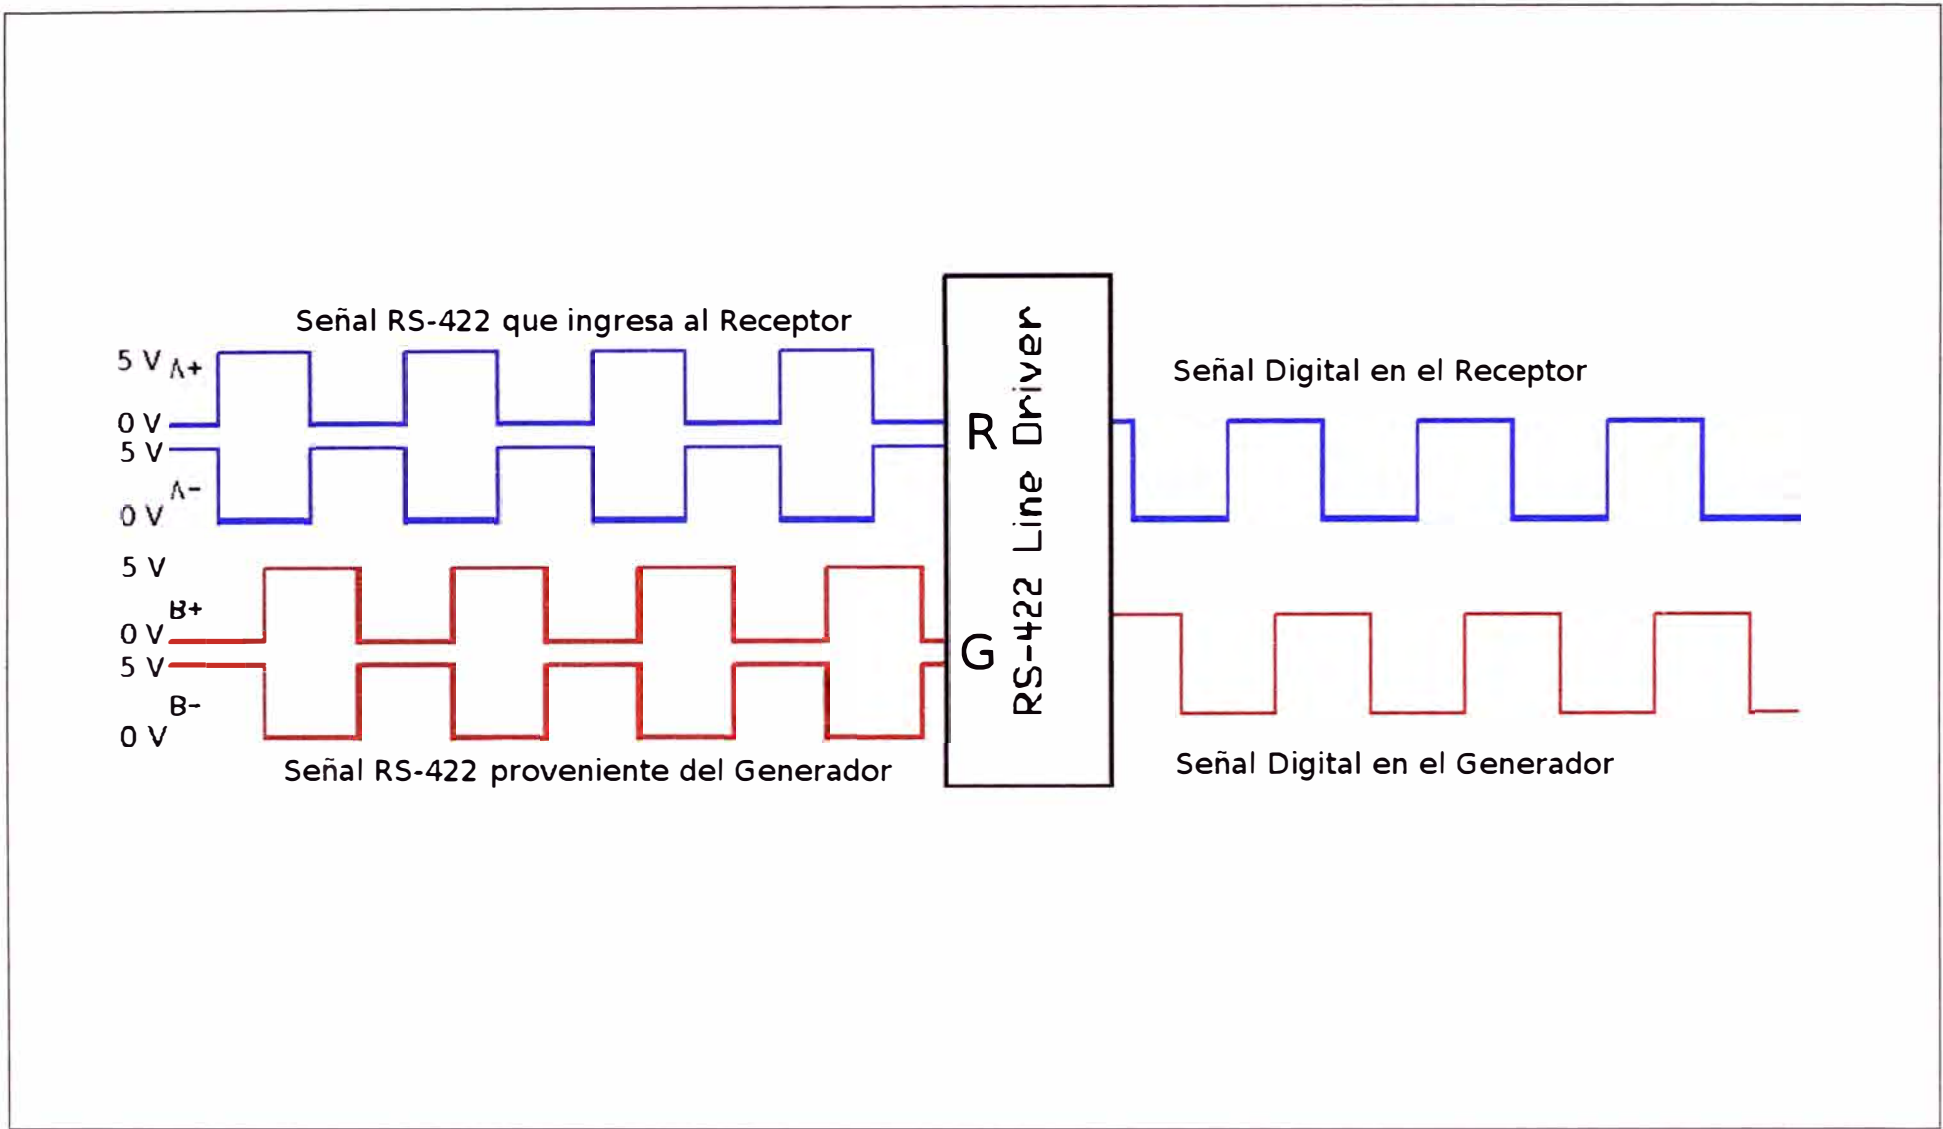 Señal RS-422 que ingresa al Receptor
5 V
A+
0 V
5 V
A-
0 V
5 V
B+
0 V
5 V
B-
0 V
Señal RS-422 proveniente del Generador
R
G
RS-422 Line Driver
Señal Digital en el Receptor
Señal Digital en el Generador